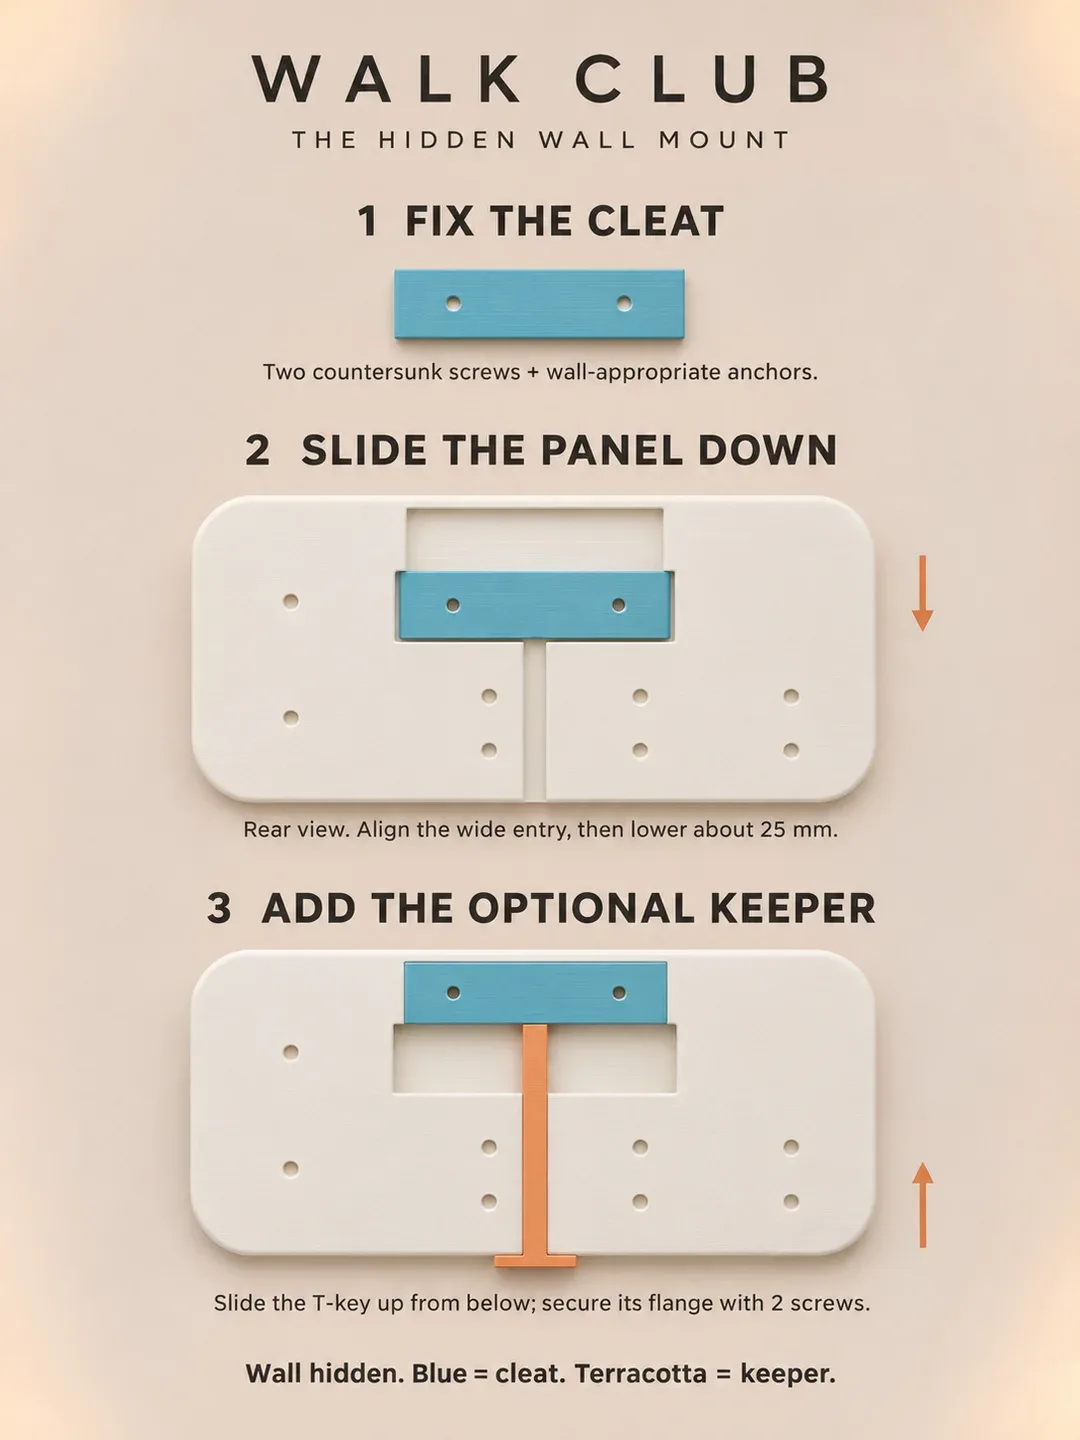 WALK CLUB
THE HIDDEN WALL MOUNT
1 FIX THE CLEAT
Two countersunk screws + wall-appropriate anchors.
2 SLIDE THE PANEL DOWN
Rear view. Align the wide entry, then lower about 25 mm.
3 ADD THE OPTIONAL KEEPER
Slide the T-key up from below; secure its flange with 2 screws.
Wall hidden. Blue = cleat. Terracotta = keeper.